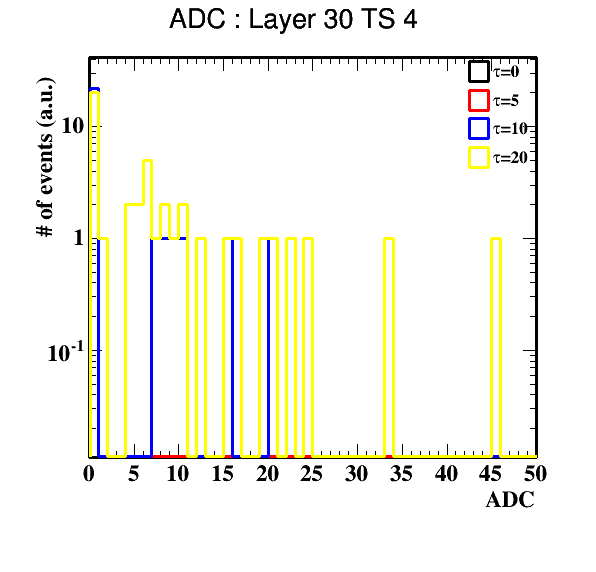 ADC : Layer 30 TS 4
# of events (a.u.)
10
1
10-1
τ=0
τ=5
τ=10
τ=20
0 5 10 15 20 25 30 35 40 45 50
ADC